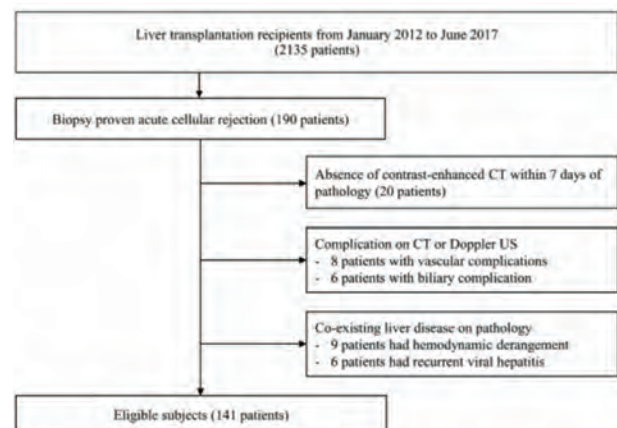 Liver transplantation recipients from January 2012 to June 2017
(2135 patients)
Biopsy proven acute cellular rejection (190 patients)
Absence of contrast-enhanced CT within 7 days of
pathology (20 patients)
Complication on CT or Doppler US
- 8 patients with vascular complications
- 6 patients with biliary complication
Co-existing liver disease on pathology
- 9 patients had hemodynamic derangement
- 6 patients had recurrent viral hepatitis
Eligible subjects (141 patients)